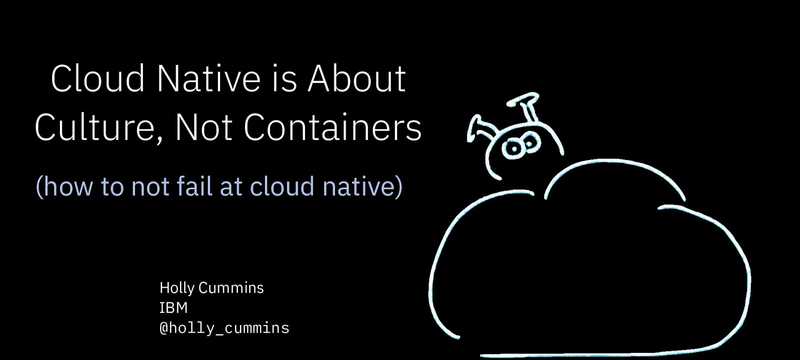 Cloud Native is About
Culture, Not Containers
(how to not fail at cloud native)
Holly Cummins
IBM
@holly_cummins